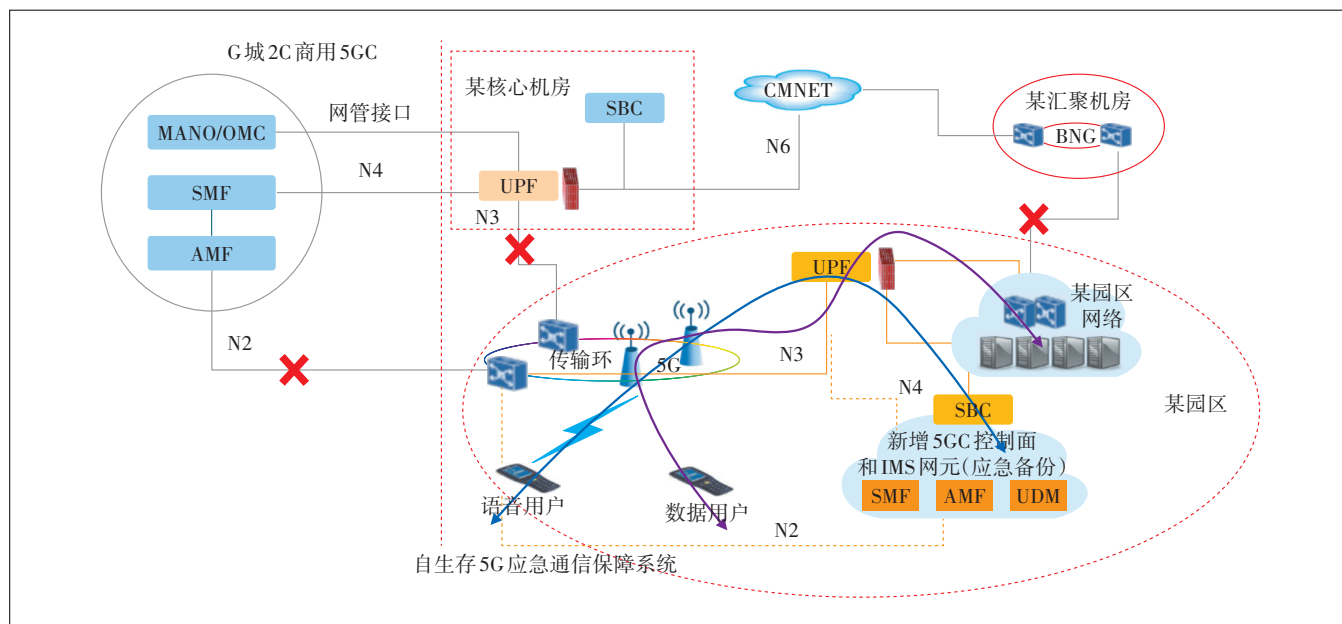 G城2C商用5GC
MANO/OMC
SMF
AMF
网管接口
N4
N2
某核心机房
SBC
UPF
N3
CMNET
N6
某汇聚机房
BNG
UPF
某园区
网络
传输环
5G
N3
N4
SBC
某园区
新增5GC控制面
和IMS网元(应急备份)
SMF
AMF
UDM
语音用户
数据用户
N2
自生存5G应急通信保障系统